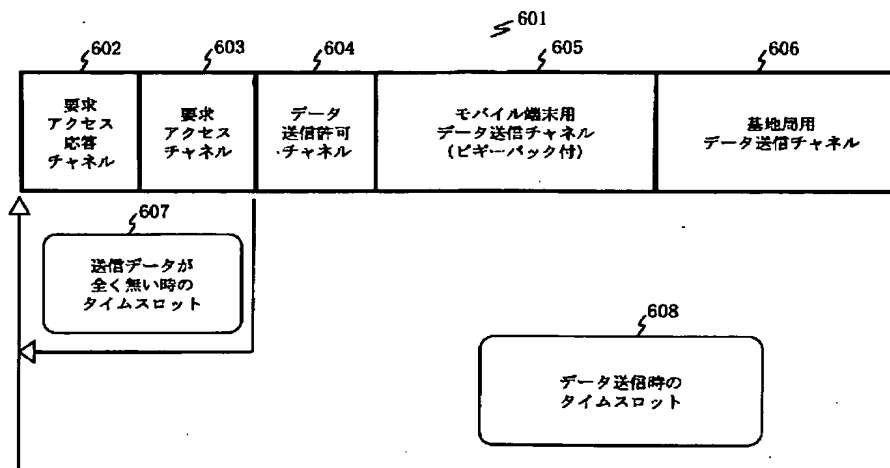 601
602
603
604
605
606
要求
アクセス
応答
チャネル
要求
アクセス
チャネル
データ
送信許可
チャネル
モバイル端末用
データ送信チャネル
(ピギーパック付)
基地局用
データ送信チャネル
607
送信データが
全く無い時の
タイムスロット
608
データ送信時の
タイムスロット